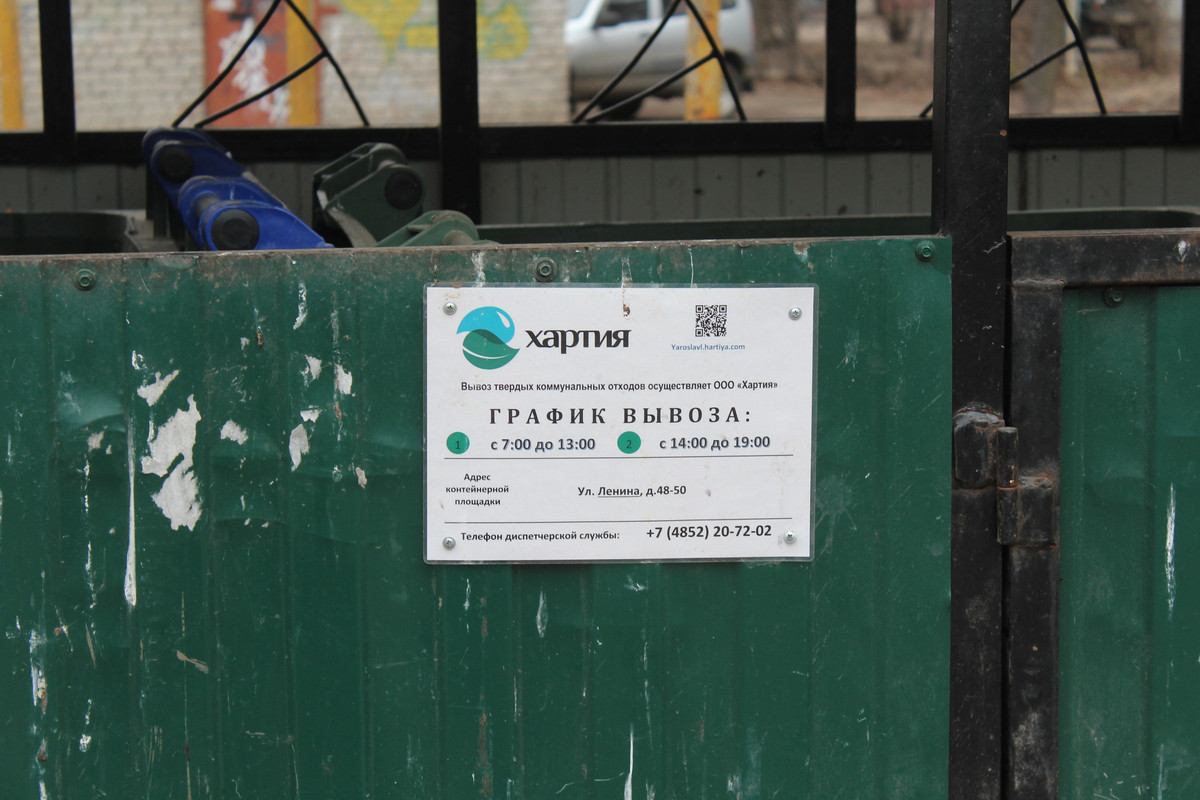 хартия
Yaroslavl.hartiya.com
Вывоз твердых коммунальных отходов осуществляет ООО «Хартия»
ГРАФИК ВЫВОЗА:
1 с 7:00 до 13:00 2 с 14:00 до 19:00
Адрес
контейнерной
площадки
Ул. Ленина, д.48-50
Телефон диспетчерской службы: +7 (4852) 20-72-02